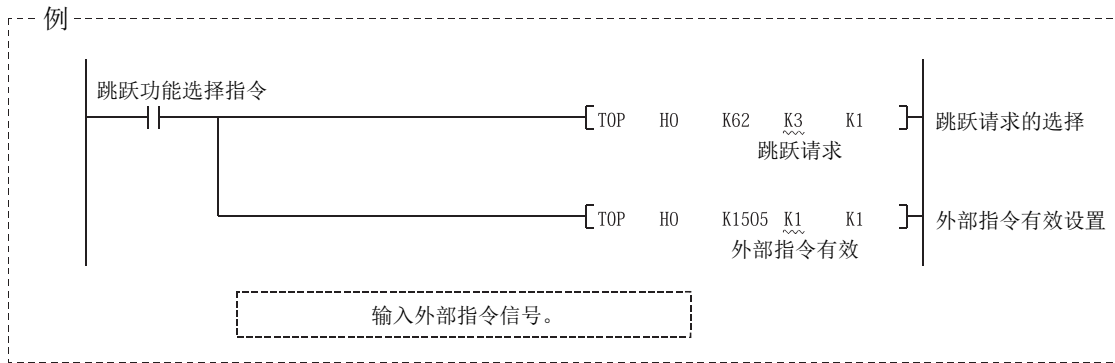 例
跳跃功能选择指令
TOP H0 K62 K3 K1 跳跃请求的选择
跳跃请求
TOP H0 K1505 K1 K1 外部指令有效设置
外部指令有效
输入外部指令信号。